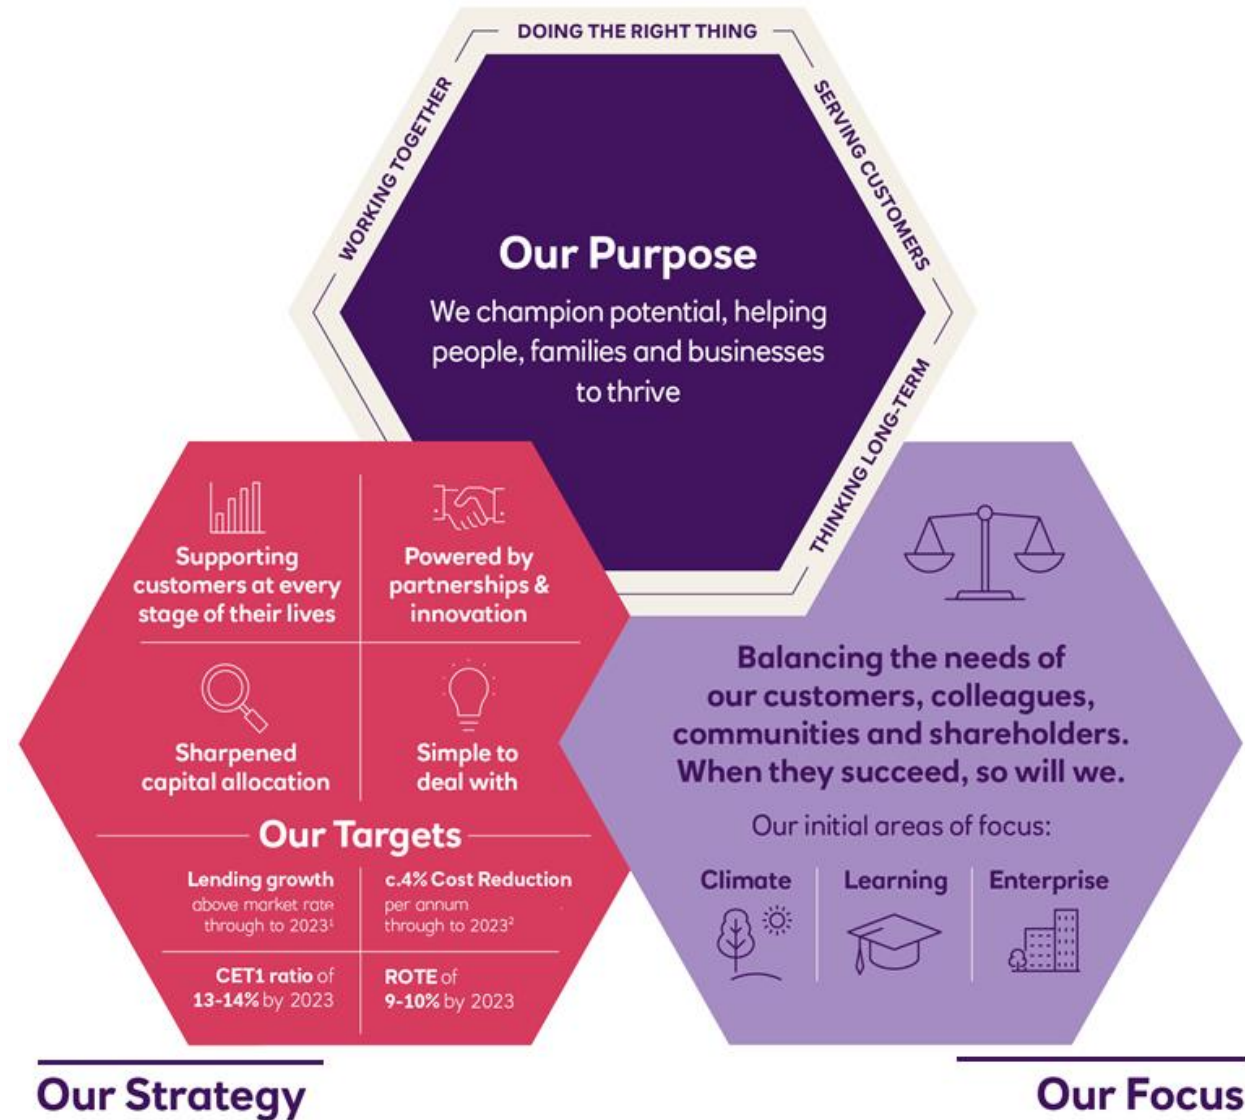 DOING THE RIGHT THING
WORKING TOGETHER
SERVING CUSTOMERS
THINKING LONG-TERM
Our Purpose
We champion potential, helping
people, families and businesses
to thrive
Supporting
customers at every
stage of their lives
Powered by
partnerships &
innovation
Sharpened
capital allocation
Simple to
deal with
Our Targets
Lending growth
above market rate
through to 2023¹
c.4% Cost Reduction
per annum
through to 2023²
CET1 ratio of
13-14% by 2023
ROTE of
9-10% by 2023
Our Strategy
Balancing the needs of
our customers, colleagues,
communities and shareholders.
When they succeed, so will we.
Our initial areas of focus:
Climate
Learning
Enterprise
Our Focus